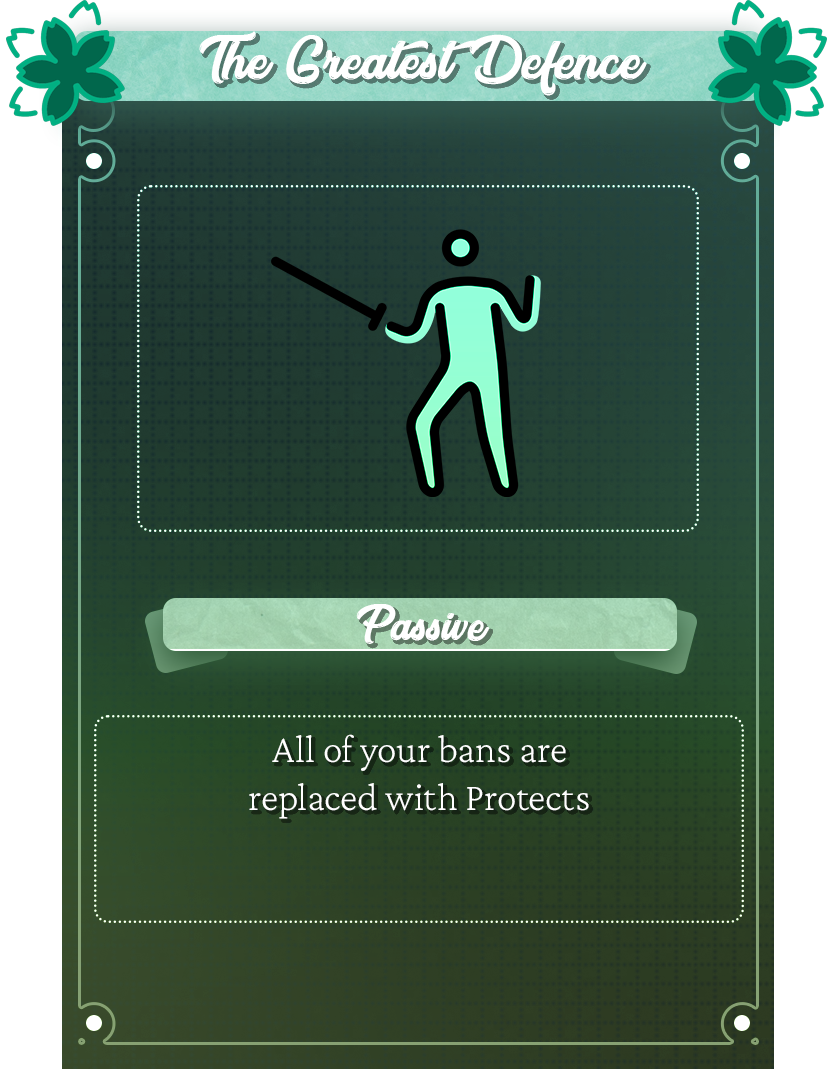 The Greatest Defence
Passive
All of your bans are
replaced with Protects